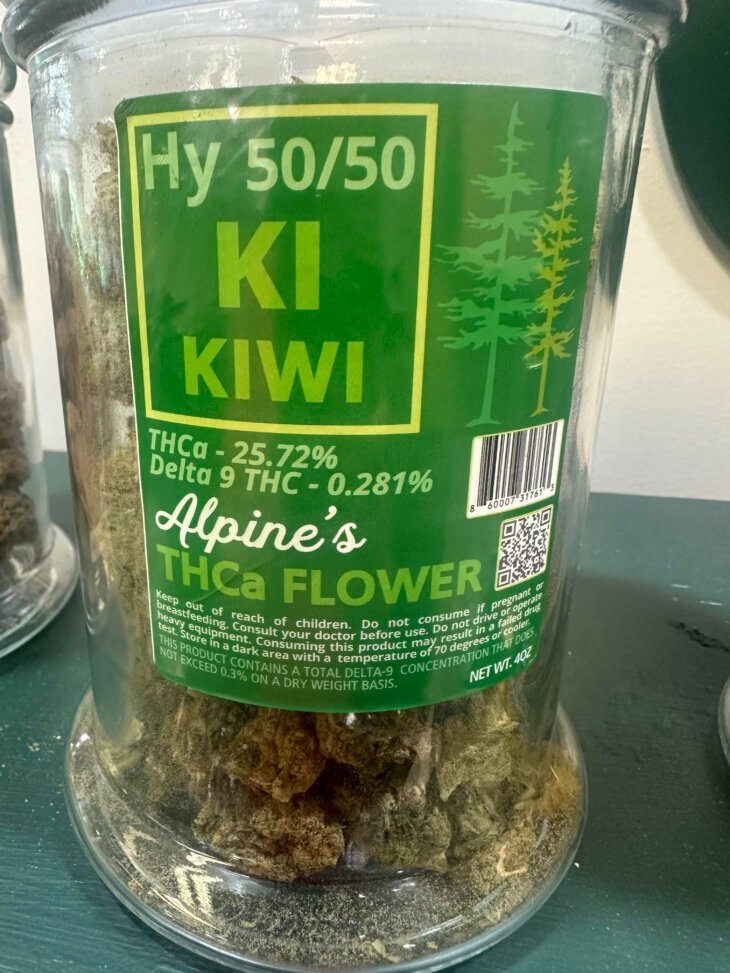 Hy 50/50
KI
KIWI
THCa - 25.72%
Delta 9 THC - 0.281%
Alpine's
THCa FLOWER
8 60007 31761 3
Keep out of reach of children. Do not consume if pregnant or
breastfeeding. Consult your doctor before use. Do not drive or operate
heavy equipment. Consuming this product may result in a failed drug
test. Store in a dark area with a temperature of 70 degrees or cooler.
THIS PRODUCT CONTAINS A TOTAL DELTA-9 CONCENTRATION THAT DOES
NOT EXCEED 0.3% ON A DRY WEIGHT BASIS.
NET WT. 4OZ